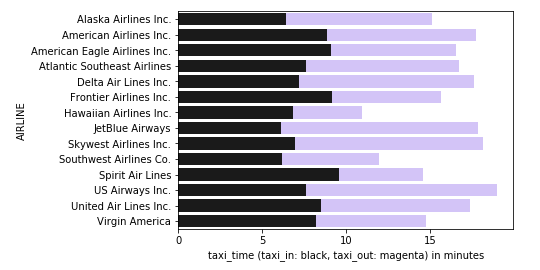 Alaska Airlines Inc.
American Airlines Inc.
American Eagle Airlines Inc.
Atlantic Southeast Airlines
Delta Air Lines Inc.
Frontier Airlines Inc.
Hawaiian Airlines Inc.
JetBlue Airways
Skywest Airlines Inc.
Southwest Airlines Co.
Spirit Air Lines
US Airways Inc.
United Air Lines Inc.
Virgin America
AIRLINE
0 5 10 15
taxi_time (taxi_in: black, taxi_out: magenta) in minutes